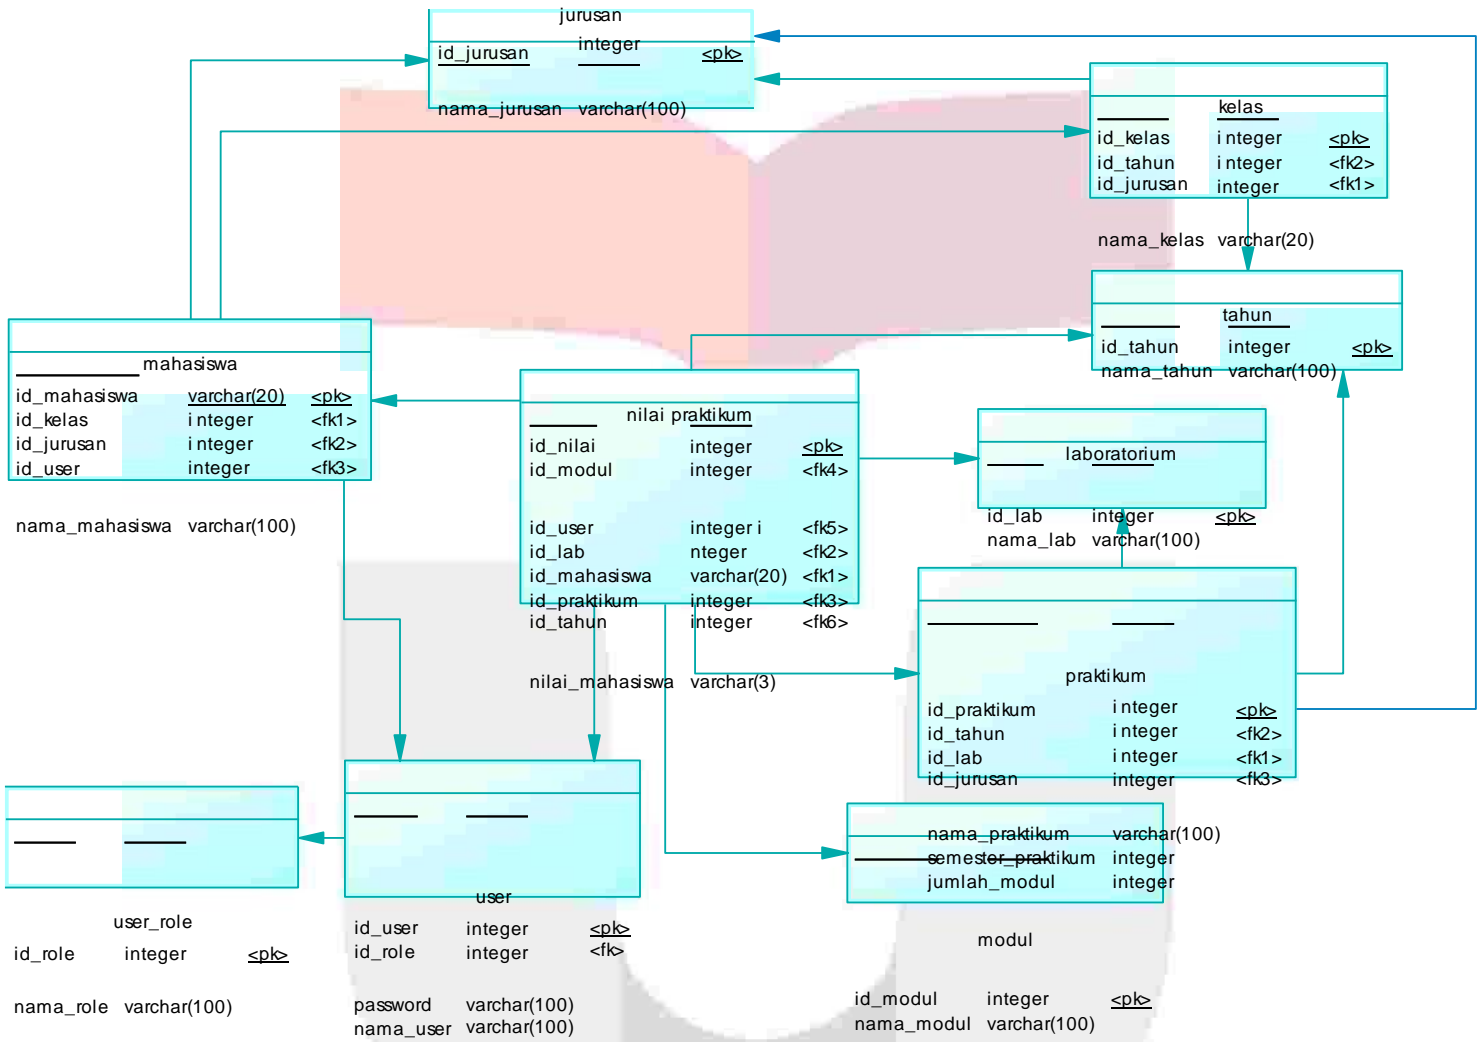 jurusan
id_jurusan integer <pk>
nama_jurusan varchar(100)
kelas
id_kelas integer <pk>
id_tahun integer <fk2>
id_jurusan integer <fk1>
nama_kelas varchar(20)
tahun
id_tahun integer <pk>
nama_tahun varchar(100)
mahasiswa
id_mahasiswa varchar(20) <pk>
id_kelas integer <fk1>
id_jurusan integer <fk2>
id_user integer <fk3>
nama_mahasiswa varchar(100)
nilai praktikum
id_nilai integer <pk>
id_modul integer <fk4>
id_user integer i <fk5>
id_lab nteger <fk2>
id_mahasiswa varchar(20) <fk1>
id_praktikum integer <fk3>
id_tahun integer <fk6>
nilai_mahasiswa varchar(3)
laboratorium
id_lab integer <pk>
nama_lab varchar(100)
praktikum
id_praktikum integer <pk>
id_tahun integer <fk2>
id_lab integer <fk1>
id_jurusan integer <fk3>
nama_praktikum varchar(100)
semester_praktikum integer
jumlah_modul integer
user_role
id_role integer <pk>
nama_role varchar(100)
user
id_user integer <pk>
id_role integer <fk>
password varchar(100)
nama_user varchar(100)
modul
id_modul integer <pk>
nama_modul varchar(100)